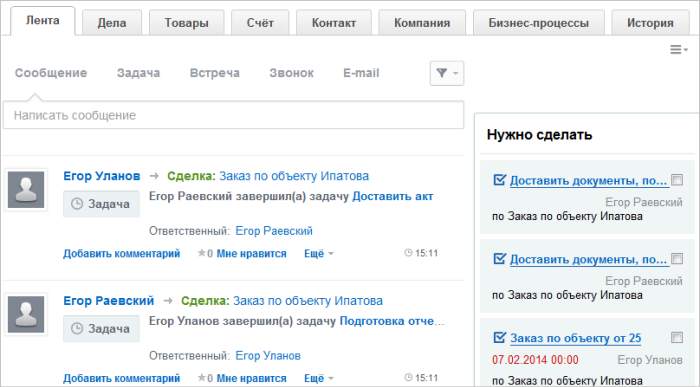 Лента Дела Товары Счёт Контакт Компания Бизнес-процессы История
Сообщение Задача Встреча Звонок E-mail
Написать сообщение
Егор Уланов → Сделка: Заказ по объекту Ипатова
Задача Егор Раевский завершил(а) задачу Доставить акт
Ответственный: Егор Раевский
Добавить комментарий ★0 Мне нравится Ещё 15:11
Егор Раевский → Сделка: Заказ по объекту Ипатова
Задача Егор Уланов завершил(а) задачу Подготовка отче...
Ответственный: Егор Уланов
Добавить комментарий ★0 Мне нравится Ещё 15:11
Нужно сделать
Доставить документы, по...
Егор Раевский
по Заказ по объекту Ипатова
Доставить документы, по...
Егор Раевский
по Заказ по объекту Ипатова
Заказ по объекту от 25
07.02.2014 00:00 Егор Уланов
по Заказ по объекту Ипатова